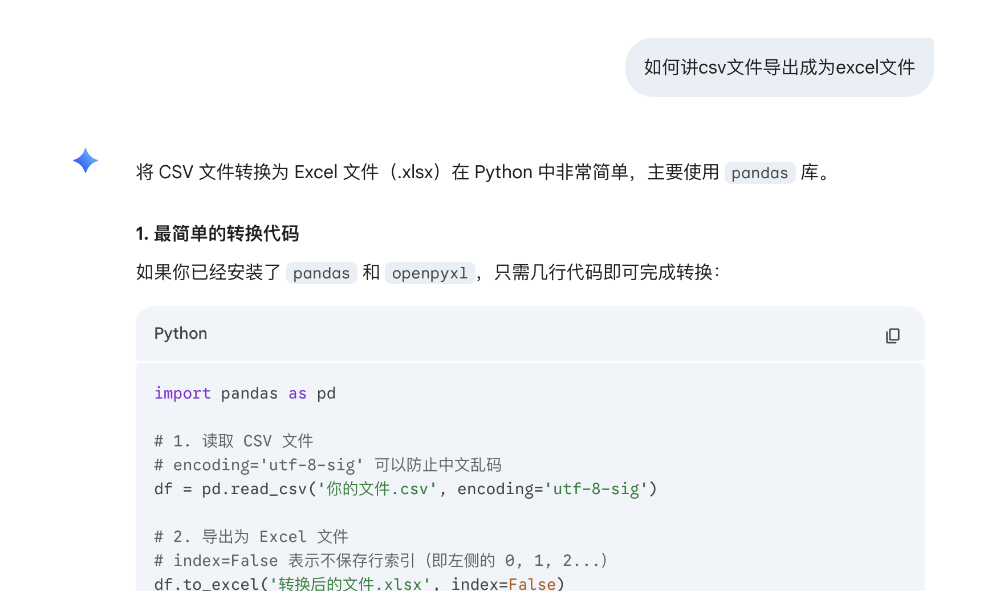 如何讲csv文件导出成为excel文件
将 CSV 文件转换为 Excel 文件（.xlsx）在 Python 中非常简单，主要使用 pandas 库。
1. 最简单的转换代码
如果你已经安装了 pandas 和 openpyxl，只需几行代码即可完成转换：
Python
import pandas as pd
# 1. 读取 CSV 文件
# encoding='utf-8-sig' 可以防止中文乱码
df = pd.read_csv('你的文件.csv', encoding='utf-8-sig')
# 2. 导出为 Excel 文件
# index=False 表示不保存行索引（即左侧的 0, 1, 2...）
df.to_excel('转换后的文件.xlsx', index=False)